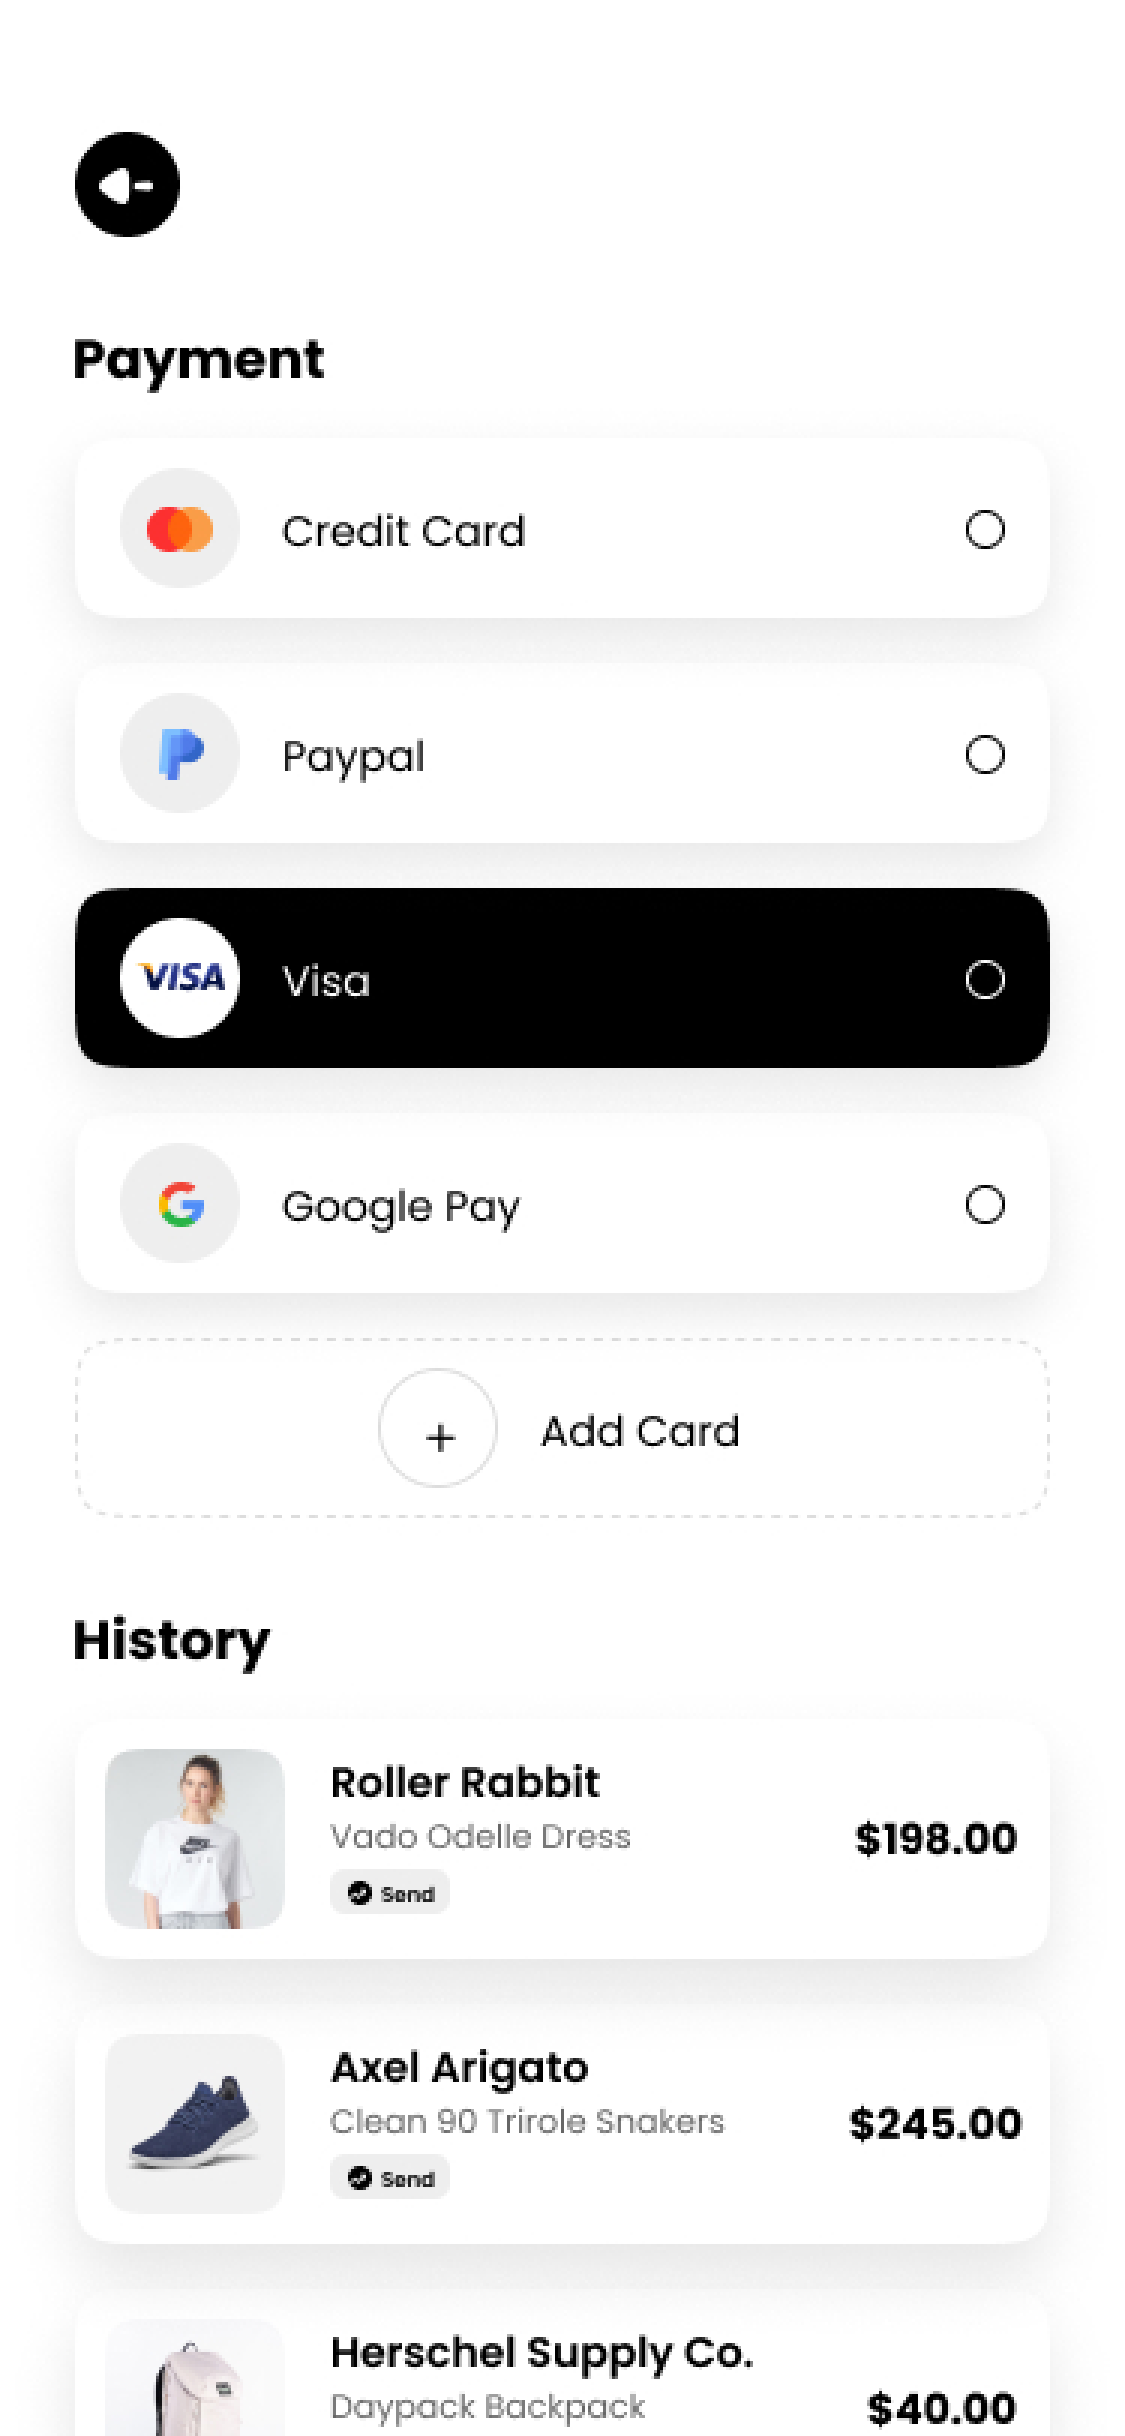 Payment
Credit Card
Paypal
VISA Visa
Google Pay
+ Add Card
History
Roller Rabbit
Vado Odelle Dress
$198.00
Send
Axel Arigato
Clean 90 Trirole Snakers
$245.00
Send
Herschel Supply Co.
Daypack Backpack
$40.00